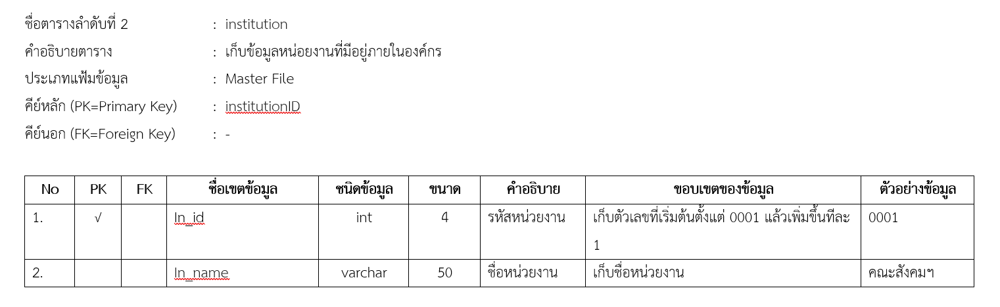 ชื่อตารางลำดับที่ 2 : institution
คำอธิบายตาราง : เก็บข้อมูลหน่อยงานที่มีอยู่ภายในองค์กร
ประเภทแฟ้มข้อมูล : Master File
คีย์หลัก (PK=Primary Key) : institutionID
คีย์นอก (FK=Foreign Key) : -
No PK FK ชื่อเขตข้อมูล ชนิดข้อมูล ขนาด คำอธิบาย ขอบเขตของข้อมูล ตัวอย่างข้อมูล
1. √ In_id int 4 รหัสหน่วยงาน เก็บตัวเลขที่เริ่มต้นตั้งแต่ 0001 แล้วเพิ่มขึ้นทีละ 0001
1
2. In_name varchar 50 ชื่อหน่วยงาน เก็บชื่อหน่วยงาน คณะสังคมฯ